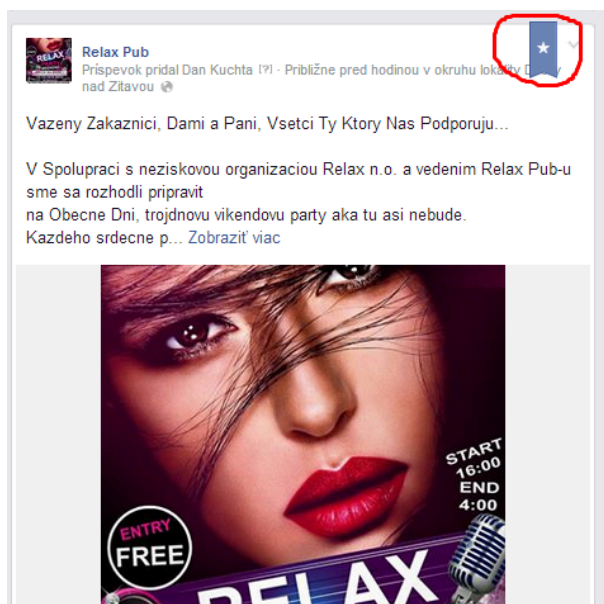 Relax Pub
Príspevok pridal Dan Kuchta [?] · Približne pred hodinou v okruhu lokality
nad Zitavou
Vazeny Zakaznici, Dami a Pani, Vsetci Ty Ktory Nas Podporuju...
V Spolupraci s neziskovou organizaciou Relax n.o. a vedenim Relax Pub-u
sme sa rozhodli pripravit
na Obecne Dni, trojdnovu vikendovu party aka tu asi nebude.
Kazdeho srdecne p... Zobraziť viac
START
16:00
END
4:00
ENTRY
FREE
RELAX